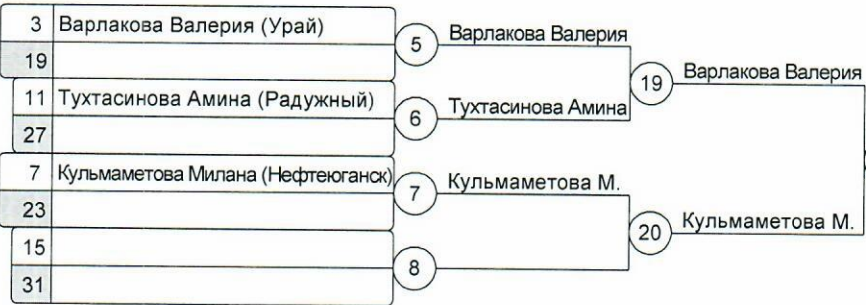 3 Варлакова Валерия (Урай)
5 Варлакова Валерия
19
19 Варлакова Валерия
11 Тухтасинова Амина (Радужный)
6 Тухтасинова Амина
27
7 Кульмаметова Милана (Нефтеюганск)
7 Кульмаметова М.
23
20 Кульмаметова М.
15
8
31